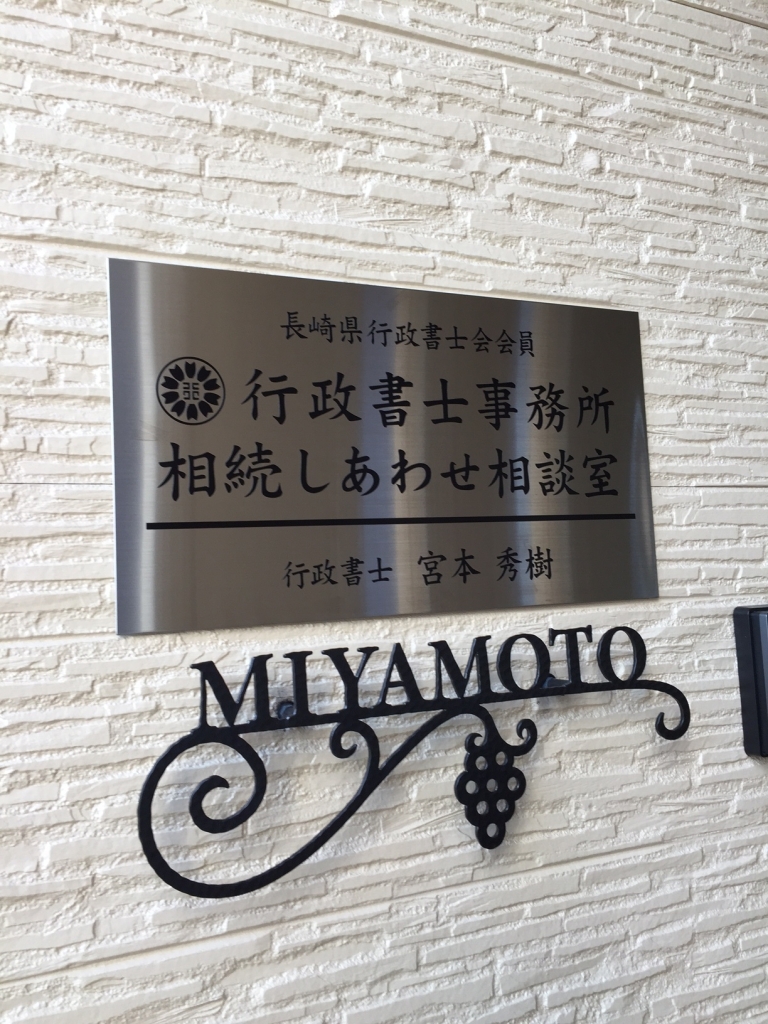 長崎県行政書士会会員
行政書士事務所
相続しあわせ相談室
行政書士 宮本 秀樹
MIYAMOTO